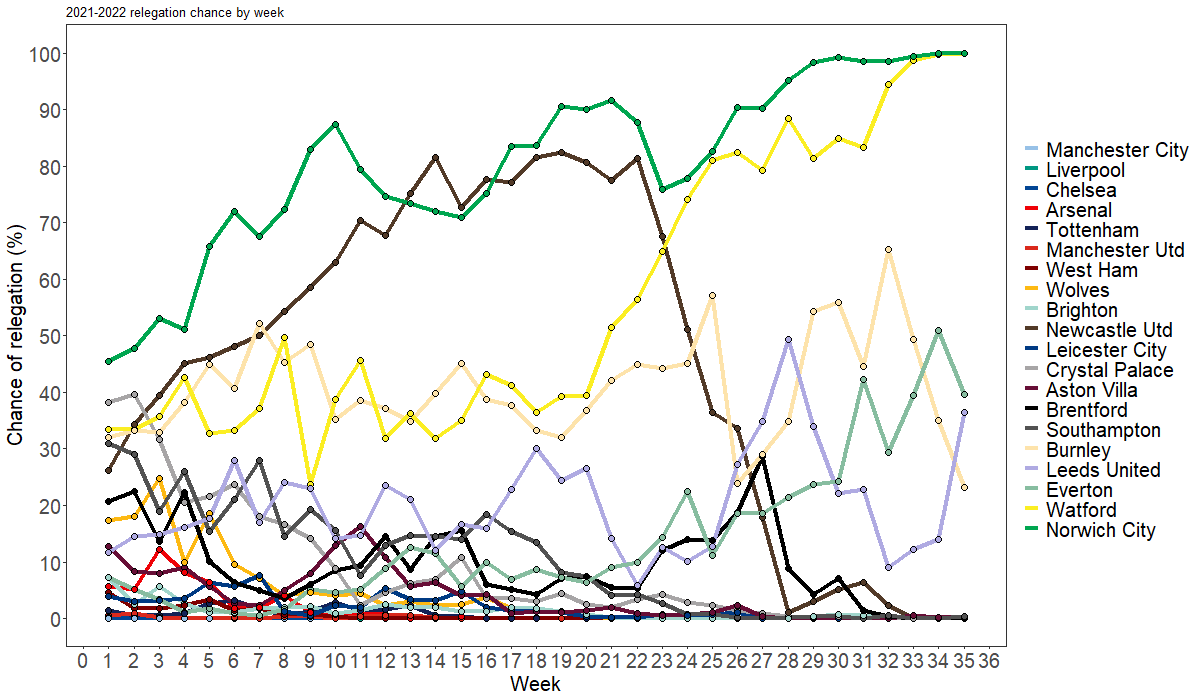 2021-2022 relegation chance by week
Chance of relegation (%)
100
90
80
70
60
50
40
30
20
10
0
0 1 2 3 4 5 6 7 8 9 10 11 12 13 14 15 16 17 18 19 20 21 22 23 24 25 26 27 28 29 30 31 32 33 34 35 36
Week
Manchester City
Liverpool
Chelsea
Arsenal
Tottenham
Manchester Utd
West Ham
Wolves
Brighton
Newcastle Utd
Leicester City
Crystal Palace
Aston Villa
Brentford
Southampton
Burnley
Leeds United
Everton
Watford
Norwich City